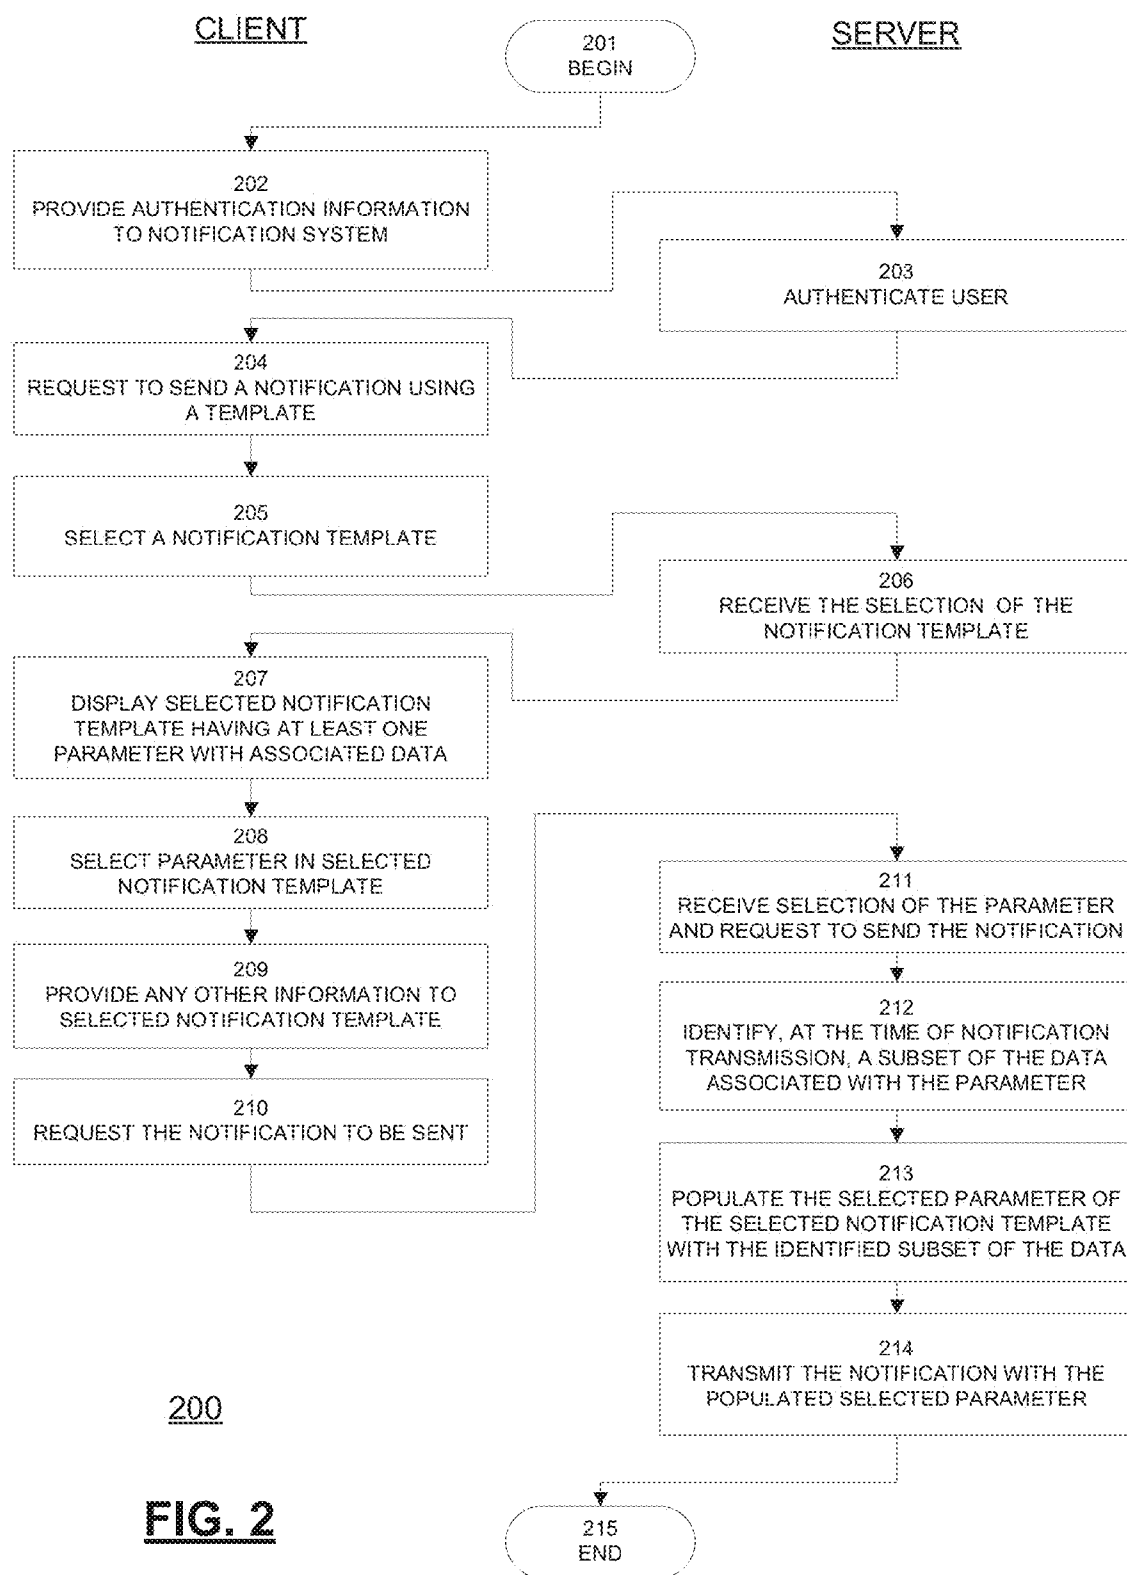 CLIENT
SERVER
201
BEGIN
202
PROVIDE AUTHENTICATION INFORMATION
TO NOTIFICATION SYSTEM
203
AUTHENTICATE USER
204
REQUEST TO SEND A NOTIFICATION USING
A TEMPLATE
205
SELECT A NOTIFICATION TEMPLATE
206
RECEIVE THE SELECTION OF THE
NOTIFICATION TEMPLATE
207
DISPLAY SELECTED NOTIFICATION
TEMPLATE HAVING AT LEAST ONE
PARAMETER WITH ASSOCIATED DATA
208
SELECT PARAMETER IN SELECTED
NOTIFICATION TEMPLATE
209
PROVIDE ANY OTHER INFORMATION TO
SELECTED NOTIFICATION TEMPLATE
210
REQUEST THE NOTIFICATION TO BE SENT
211
RECEIVE SELECTION OF THE PARAMETER
AND REQUEST TO SEND THE NOTIFICATION
212
IDENTIFY, AT THE TIME OF NOTIFICATION
TRANSMISSION, A SUBSET OF THE DATA
ASSOCIATED WITH THE PARAMETER
213
POPULATE THE SELECTED PARAMETER OF
THE SELECTED NOTIFICATION TEMPLATE
WITH THE IDENTIFIED SUBSET OF THE DATA
214
TRANSMIT THE NOTIFICATION WITH THE
POPULATED SELECTED PARAMETER
200
FIG. 2
215
END